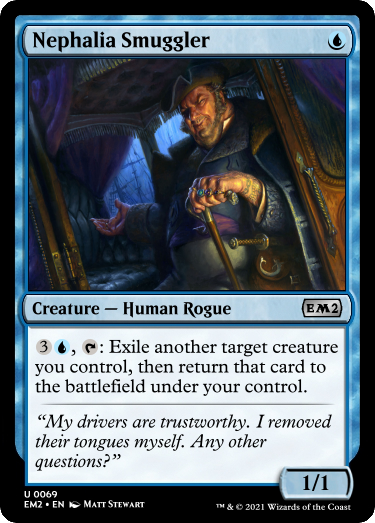 Nephalia Smuggler
Creature — Human Rogue
EM2
3 , : Exile another target creature
you control, then return that card to
the battlefield under your control.
“My drivers are trustworthy. I removed
their tongues myself. Any other
questions?”
1/1
U 0069
EM2 • EN Matt Stewart
™ & © 2021 Wizards of the Coast